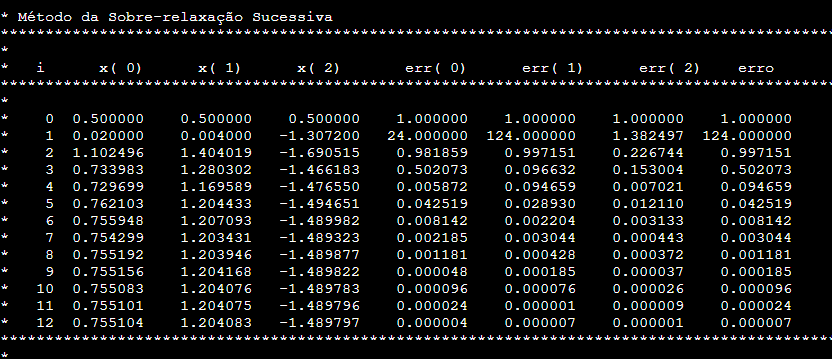 * Método da Sobre-relaxação Sucessiva
***********************************************************************************************
*
*    i      x( 0)      x( 1)      x( 2)       err( 0)       err( 1)       err( 2)    erro
***********************************************************************************************
*
*     0  0.500000    0.500000    0.500000    1.000000    1.000000    1.000000    1.000000
*     1  0.020000    0.004000   -1.307200   24.000000  124.000000    1.382497  124.000000
*     2  1.102496    1.404019   -1.690515    0.981859    0.997151    0.226744    0.997151
*     3  0.733983    1.280302   -1.466183    0.502073    0.096632    0.153004    0.502073
*     4  0.729699    1.169589   -1.476550    0.005872    0.094659    0.007021    0.094659
*     5  0.762103    1.204433   -1.494651    0.042519    0.028930    0.012110    0.042519
*     6  0.755948    1.207093   -1.489982    0.008142    0.002204    0.003133    0.008142
*     7  0.754299    1.203431   -1.489323    0.002185    0.003044    0.000443    0.003044
*     8  0.755192    1.203946   -1.489877    0.001181    0.000428    0.000372    0.001181
*     9  0.755156    1.204168   -1.489822    0.000048    0.000185    0.000037    0.000185
*    10  0.755083    1.204076   -1.489783    0.000096    0.000076    0.000026    0.000096
*    11  0.755101    1.204075   -1.489796    0.000024    0.000001    0.000009    0.000024
*    12  0.755104    1.204083   -1.489797    0.000004    0.000007    0.000001    0.000007
***********************************************************************************************
*